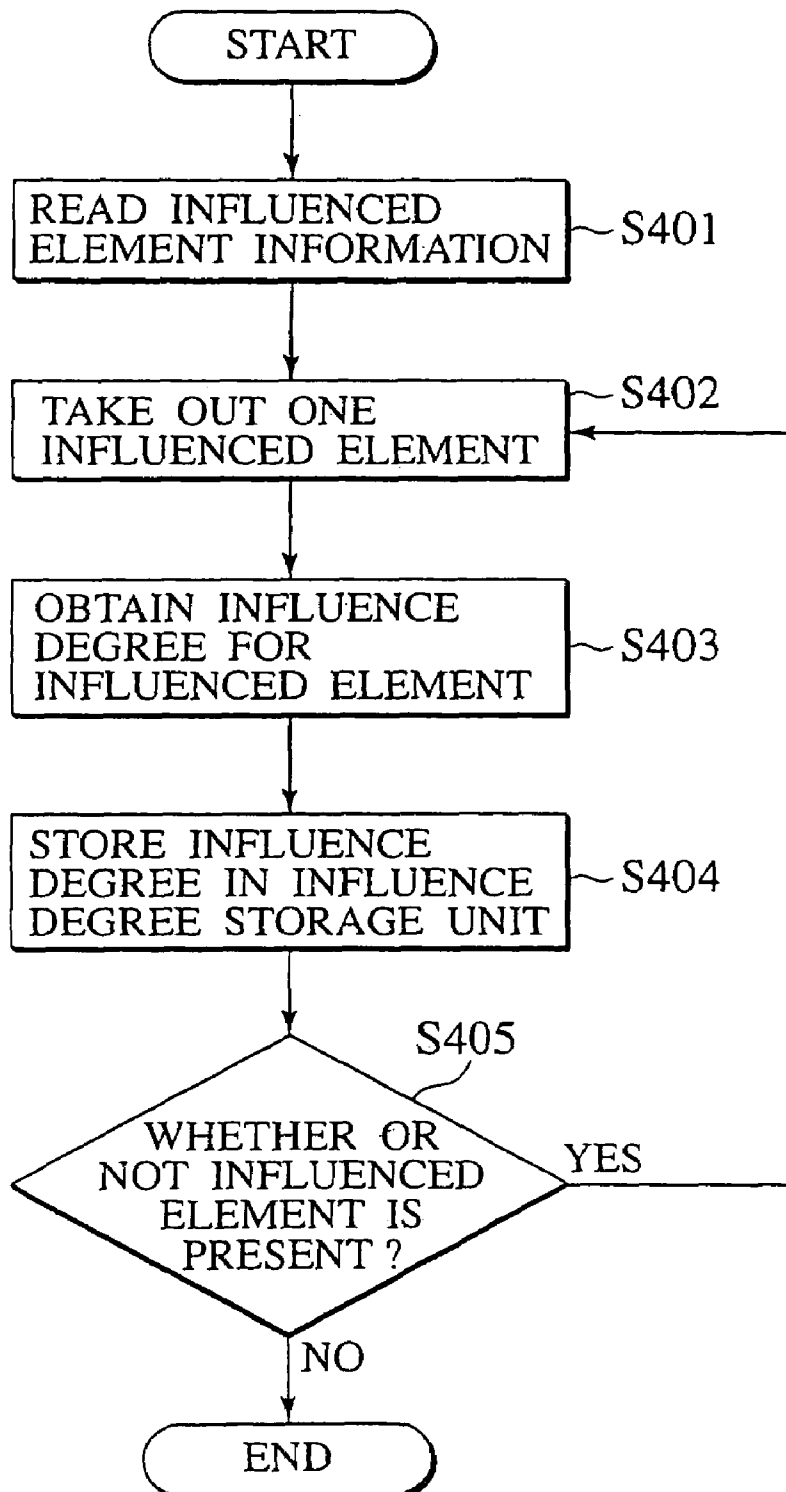 START
READ INFLUENCED
ELEMENT INFORMATION
S401
TAKE OUT ONE
INFLUENCED ELEMENT
S402
OBTAIN INFLUENCE
DEGREE FOR
INFLUENCED ELEMENT
S403
STORE INFLUENCE
DEGREE IN INFLUENCE
DEGREE STORAGE UNIT
S404
S405
WHETHER OR
NOT INFLUENCED
ELEMENT IS
PRESENT ?
YES
NO
END